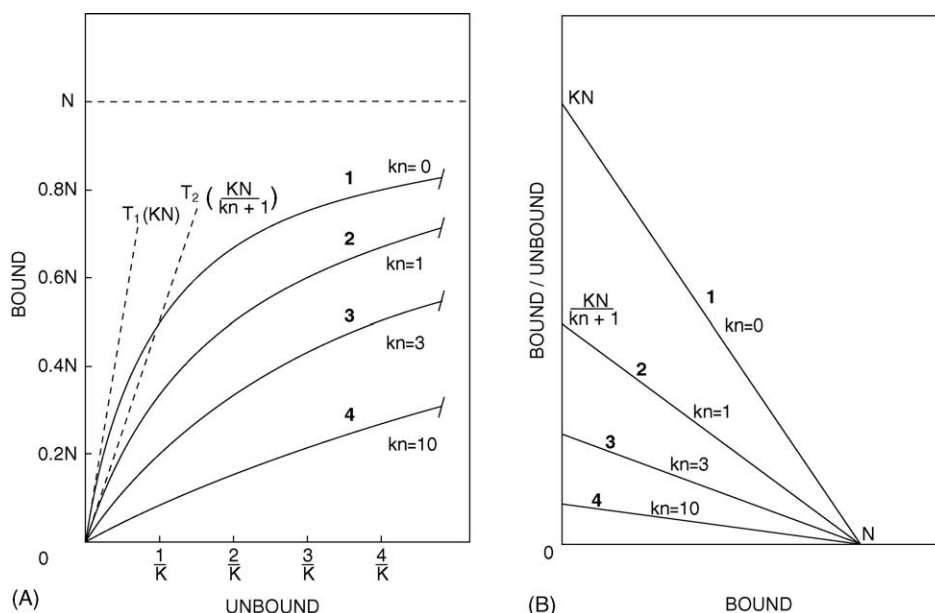 N
0.8N
0.6N
0.4N
0.2N
0
BOUND
T1(KN)
T2 (KN/kn + 1)
1
kn= 0
2
kn=1
3
kn=3
4
kn=10
1/K
2/K
3/K
4/K
(A)
UNBOUND
BOUND / UNBOUND
KN
KN/kn + 1
1
kn=0
2
kn=1
3
kn=3
4
kn=10
N
0
(B)
BOUND